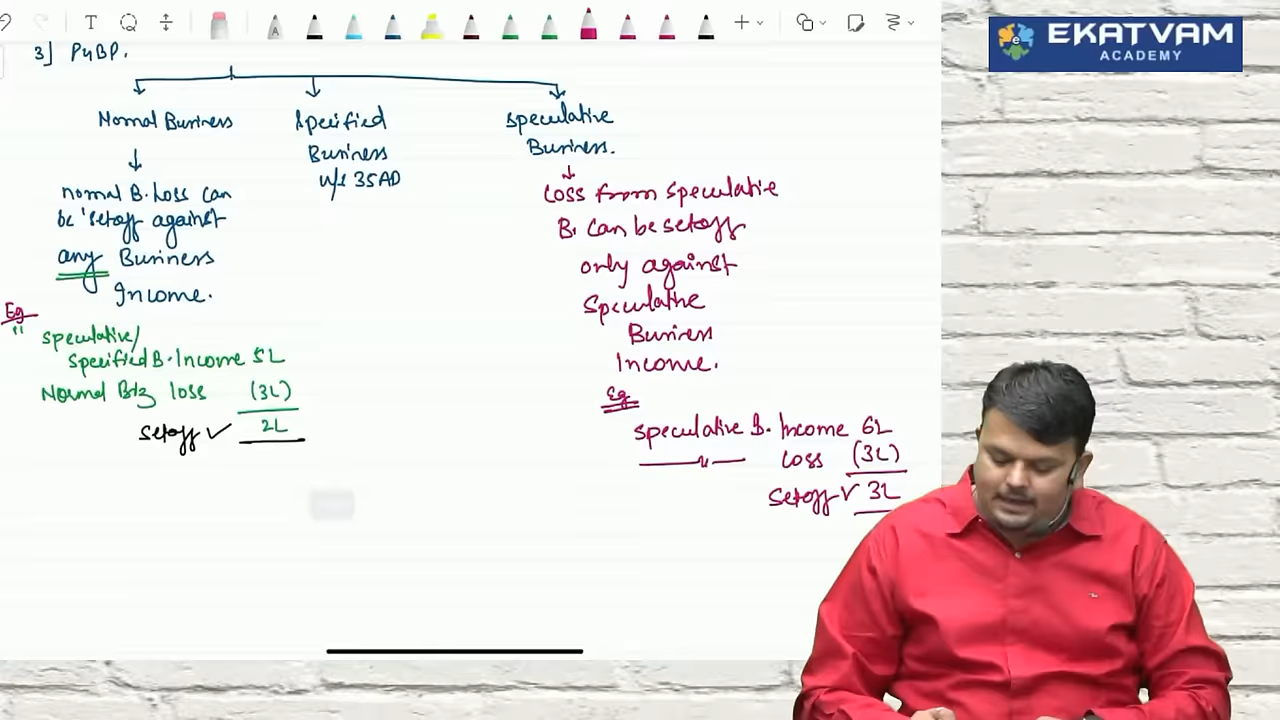 3] P4BP.
Normal Business
Specified
Business
u/s 35AD
Speculative
Business.
normal B. Loss can
be setoff against
any Business
Income.
Loss from speculative
B. can be setoff
only against
Speculative
Business
Income.
Eg
Speculative/
Specified B. Income 5L
Normal Biz loss (3L)
Setoff ✓ 2L
Eg
Speculative B. Income 6L
—"— Loss (3L)
Setoff ✓ 3L
EKATVAM
ACADEMY
T
A
e